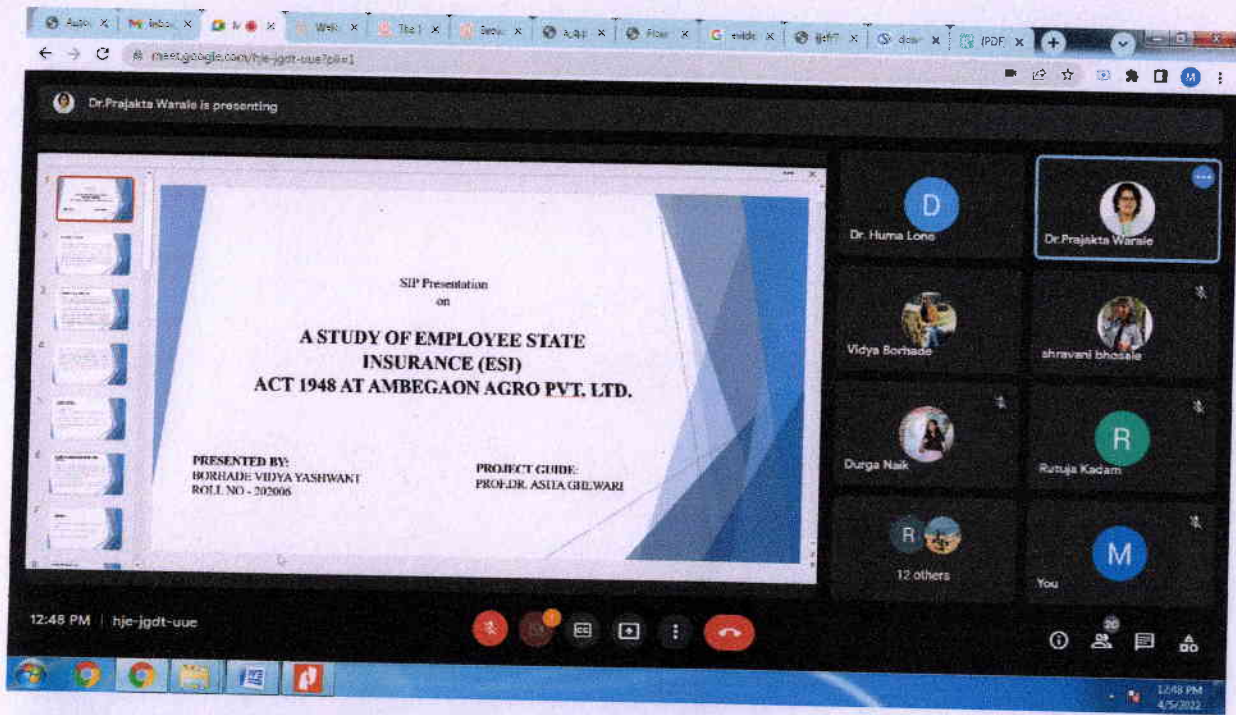 Inbox
meet.google.com/hje-jgdt-uue?pli=1
M
Dr.Prajakta Warale is presenting
SIP Presentation
on
A STUDY OF EMPLOYEE STATE
INSURANCE (ESI)
ACT 1948 AT AMBEGAON AGRO PVT. LTD.
PRESENTED BY:
BORHADE VIDYA YASHWANT
ROLL NO - 202006
PROJECT GUIDE:
PROF.DR. ASITA GHEWARI
D
Dr. Huma Lone
Dr.Prajakta Warale
Vidya Borhade
shravani bhosale
Durga Naik
R
Rutuja Kadam
R
12 others
M
You
12:48 PM | hje-jgdt-uue
CC
20
12:48 PM
4/5/2022